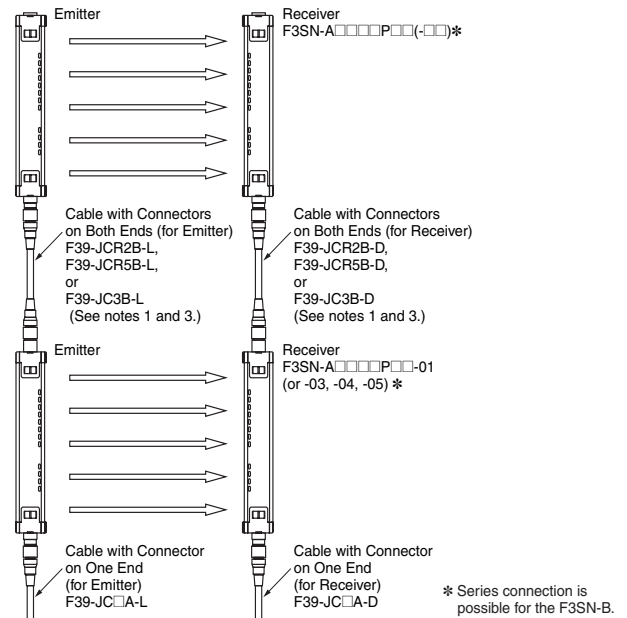 Emitter
Receiver
F3SN-A□□□□P□□(-□□)✽
Cable with Connectors
on Both Ends (for Emitter)
F39-JCR2B-L,
F39-JCR5B-L,
or
F39-JC3B-L
(See notes 1 and 3.)
Cable with Connectors
on Both Ends (for Receiver)
F39-JCR2B-D,
F39-JCR5B-D,
or
F39-JC3B-D
(See notes 1 and 3.)
Emitter
Receiver
F3SN-A□□□□P□□-01
(or -03, -04, -05) ✽
Cable with Connector
on One End
(for Emitter)
F39-JC□A-L
Cable with Connector
on One End
(for Receiver)
F39-JC□A-D
✽ Series connection is
possible for the F3SN-B.